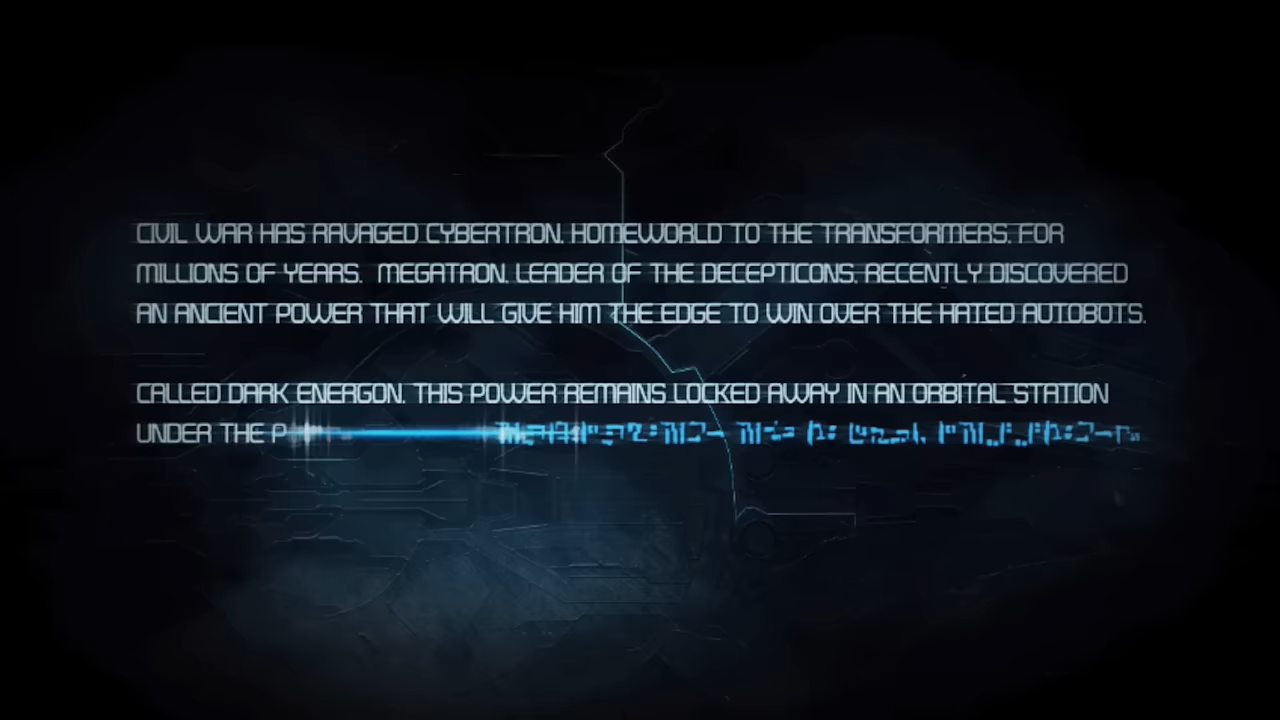 CIVIL WAR HAS RAVAGED CYBERTRON, HOMEWORLD TO THE TRANSFORMERS, FOR
MILLIONS OF YEARS.  MEGATRON, LEADER OF THE DECEPTICONS, RECENTLY DISCOVERED
AN ANCIENT POWER THAT WILL GIVE HIM THE EDGE TO WIN OVER THE HATED AUTOBOTS.
CALLED DARK ENERGON, THIS POWER REMAINS LOCKED AWAY IN AN ORBITAL STATION
UNDER THE P